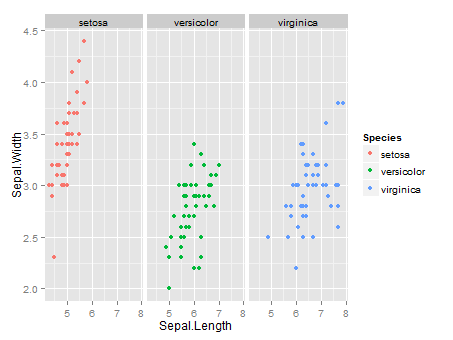 setosa versicolor virginica
4.5
4.0
3.5
3.0
2.5
2.0
Sepal.Width
5 6 7 8 5 6 7 8 5 6 7 8
Sepal.Length
Species
setosa
versicolor
virginica